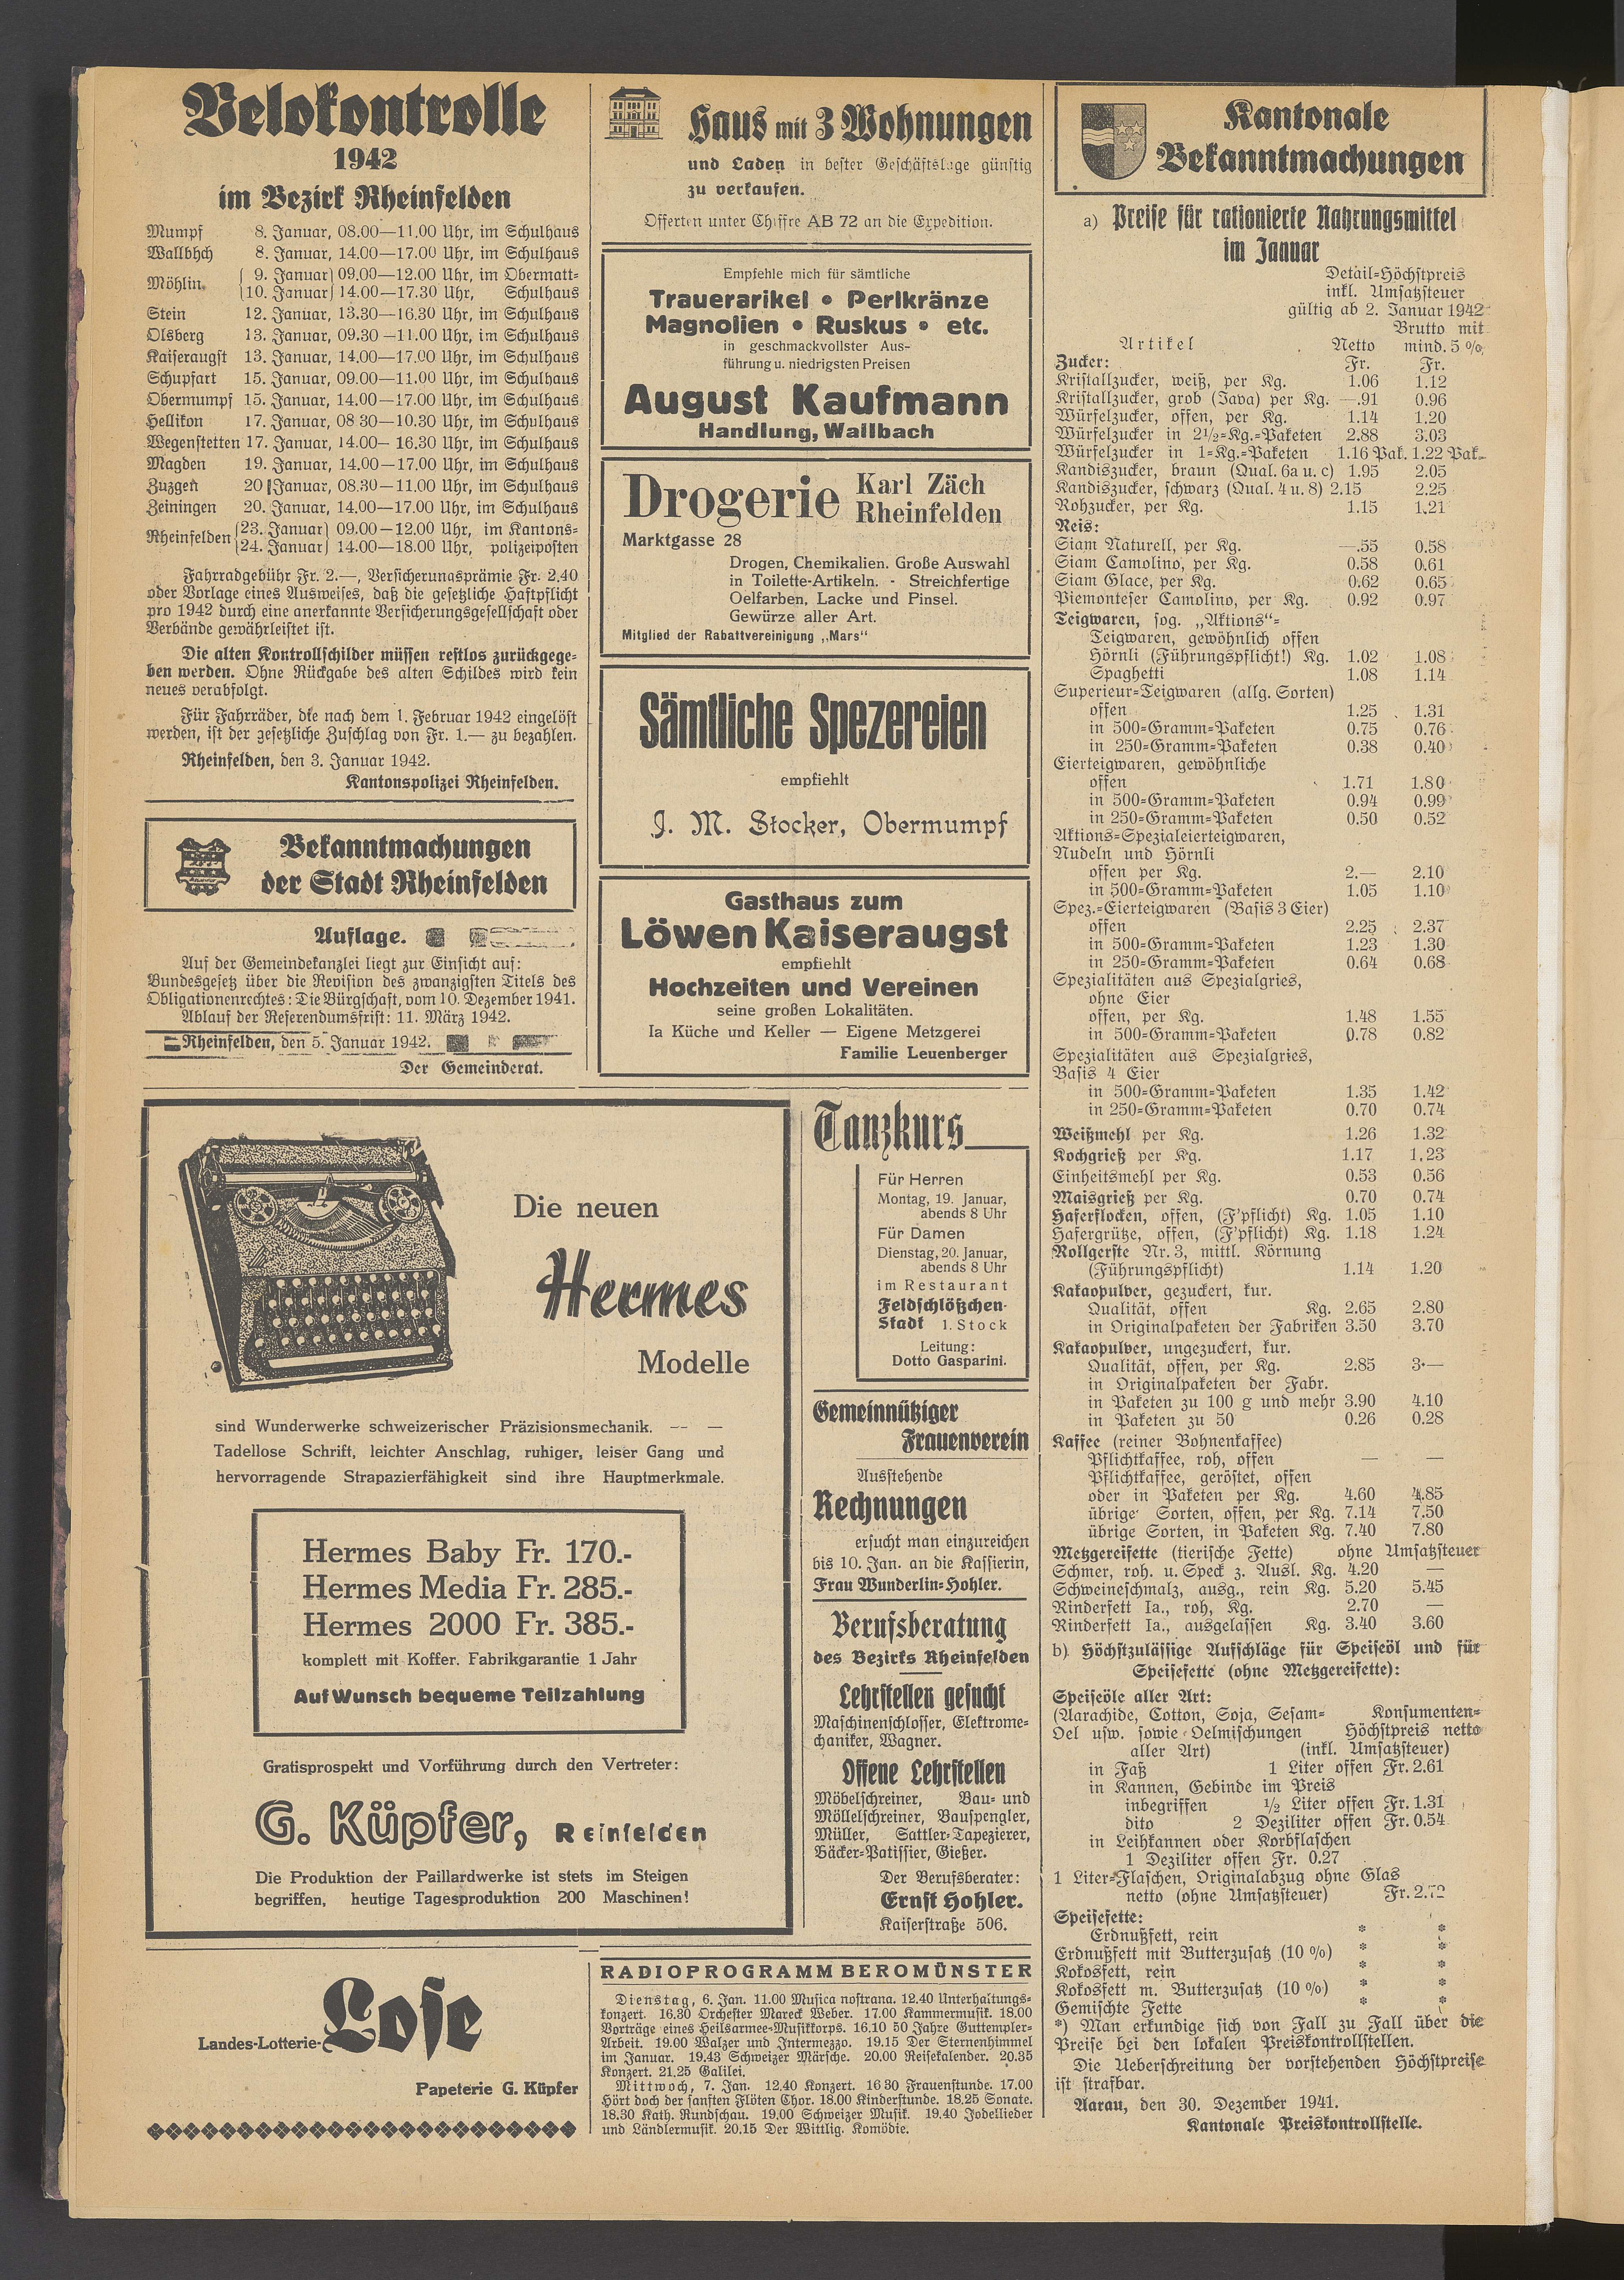 Velokontrolle
1942
im Bezirk Rheinfelden
Mumpf 8. Januar, 08.00—11.00 Uhr, im Schulhaus
Wallbhch 8. Januar, 14.00—17.00 Uhr, im Schulhaus
Möhlin. { 9. Januar } 09.00—12.00 Uhr, im Obermatt-
{ 10. Januar } 14.00—17.30 Uhr, Schulhaus
Stein 12. Januar, 13.30—16.30 Uhr, im Schulhaus
Olsberg 13. Januar, 09.30—11.00 Uhr, im Schulhaus
Kaiseraugst 13. Januar, 14.00—17.00 Uhr, im Schulhaus
Schupfart 15. Januar, 09.00—11.00 Uhr, im Schulhaus
Obermumpf 15. Januar, 14.00—17.00 Uhr, im Schulhaus
Hellikon 17. Januar, 08 30—10.30 Uhr, im Schulhaus
Wegenstetten 17. Januar, 14.00— 16.30 Uhr, im Schulhaus
Magden 19. Januar, 14.00—17.00 Uhr, im Schulhaus
Zuzgen 20 Januar, 08.30—11.00 Uhr, im Schulhaus
Zeiningen 20. Januar, 14.00—17.00 Uhr, im Schulhaus
Rheinfelden { 23. Januar } 09.00—12.00 Uhr, im Kantons-
{ 24. Januar } 14.00—18.00 Uhr, polizeiposten
Fahrradgebühr Fr. 2.—, Versicherungsprämie Fr. 2.40
oder Vorlage eines Ausweises, daß die gesetzliche Haftpflicht
pro 1942 durch eine anerkannte Versicherungsgesellschaft oder
Verbände gewährleistet ist.
Die alten Kontrollschilder müssen restlos zurückgege-
ben werden. Ohne Rückgabe des alten Schildes wird kein
neues verabfolgt.
Für Fahrräder, die nach dem 1. Februar 1942 eingelöst
werden, ist der gesetzliche Zuschlag von Fr. 1.— zu bezahlen.
Rheinfelden, den 3. Januar 1942.
Kantonspolizei Rheinfelden.
Bekanntmachungen
der Stadt Rheinfelden
Auflage.
Auf der Gemeindekanzlei liegt zur Einsicht auf:
Bundesgesetz über die Revision des zwanzigsten Titels des
Obligationenrechtes: Die Bürgschaft, vom 10. Dezember 1941.
Ablauf der Referendumsfrist: 11. März 1942.
Rheinfelden, den 5. Januar 1942.
Der Gemeinderat.
Haus mit 3 Wohnungen
und Laden in bester Geschäftslage günstig
zu verkaufen.
Offerten unter Chiffre AB 72 an die Expedition.
Empfehle mich für sämtliche
Trauerarikel • Perlkränze
Magnolien • Ruskus • etc.
in geschmackvollster Aus-
führung u. niedrigsten Preisen
August Kaufmann
Handlung, Wallbach
Drogerie Karl Zäch
Rheinfelden
Marktgasse 28
Drogen, Chemikalien. Große Auswahl
in Toilette-Artikeln. - Streichfertige
Oelfarben, Lacke und Pinsel.
Gewürze aller Art.
Mitglied der Rabattvereinigung „Mars“
Sämtliche Spezereien
empfiehlt
J. M. Stocker, Obermumpf
Gasthaus zum
Löwen Kaiseraugst
empfiehlt
Hochzeiten und Vereinen
seine großen Lokalitäten.
Ia Küche und Keller — Eigene Metzgerei
Familie Leuenberger
Die neuen
Hermes
Modelle
sind Wunderwerke schweizerischer Präzisionsmechanik. — —
Tadellose Schrift, leichter Anschlag, ruhiger, leiser Gang und
hervorragende Strapazierfähigkeit sind ihre Hauptmerkmale.
Hermes Baby Fr. 170.-
Hermes Media Fr. 285.-
Hermes 2000 Fr. 385.-
komplett mit Koffer. Fabrikgarantie 1 Jahr
Auf Wunsch bequeme Teilzahlung
Gratisprospekt und Vorführung durch den Vertreter:
G. Küpfer, Reinfelden
Die Produktion der Paillardwerke ist stets im Steigen
begriffen, heutige Tagesproduktion 200 Maschinen!
Tanzkurs
Für Herren
Montag, 19. Januar,
abends 8 Uhr
Für Damen
Dienstag, 20. Januar,
abends 8 Uhr
im Restaurant
Feldschlößchen-
Stadt 1. Stock
Leitung:
Dotto Gasparini.
Gemeinnütziger
Frauenverein
Ausstehende
Rechnungen
ersucht man einzureichen
bis 10. Jan. an die Kassierin,
Frau Wunderlin-Hohler.
Berufsberatung
des Bezirks Rheinfelden
Lehrstellen gesucht
Maschinenschlosser, Elektrome-
chaniker, Wagner.
Offene Lehrstellen
Möbelschreiner, Bau- und
Möllelschreiner, Bauspengler,
Müller, Sattler-Tapezierer,
Bäcker-Patissier, Gießer.
Der Berufsberater:
Ernst Hohler.
Kaiserstraße 506.
Landes-Lotterie-Lose
Papeterie G. Küpfer
RADIOPROGRAMM BEROMÜNSTER
Dienstag, 6. Jan. 11.00 Musica nostrana. 12.40 Unterhaltungs-
konzert. 16.30 Orchester Mareck Weber. 17.00 Kammermusik. 18.00
Vorträge eines Heilsarmee-Musikkorps. 16.10 50 Jahre Guttempler-
Arbeit. 19.00 Walzer und Intermezzo. 19.15 Der Sternenhimmel
im Januar. 19.43 Schweizer Märsche. 20.00 Reisekalender. 20.35
Konzert. 21.25 Galilei.
Mittwoch, 7. Jan. 12.40 Konzert. 16 30 Frauenstunde. 17.00
Hört doch der sanften Flöten Chor. 18.00 Kinderstunde. 18.25 Sonate.
18.30 Kath. Rundschau. 19.00 Schweizer Musik. 19.40 Jodellieder
und Ländlermusik. 20.15 Der Wittlig. Komödie.
Kantonale
Bekanntmachungen
a) Preise für rationierte Nahrungsmittel
im Januar
Detail-Höchstpreis
inkl. Umsatzsteuer
gültig ab 2. Januar 1942
Brutto mit
Artikel Netto mind. 5 %
Zucker: Fr. Fr.
Kristallzucker, weiß, per Kg. 1.06 1.12
Kristallzucker, grob (Java) per Kg. —.91 0.96
Würfelzucker, offen, per Kg. 1.14 1.20
Würfelzucker in 2½-Kg.-Paketen 2.88 3.03
Würfelzucker in 1-Kg.-Paketen 1.16 Pak. 1.22 Pak.
Kandiszucker, braun (Qual. 6a u. c) 1.95 2.05
Kandiszucker, schwarz (Qual. 4 u. 8) 2.15 2.25
Rohzucker, per Kg. 1.15 1.21
Reis:
Siam Naturell, per Kg. —.55 0.58
Siam Camolino, per Kg. 0.58 0.61
Siam Glace, per Kg. 0.62 0.65
Piemonteser Camolino, per Kg. 0.92 0.97
Teigwaren, sog. „Aktions“-
Teigwaren, gewöhnlich offen
Hörnli (Führungspflicht!) Kg. 1.02 1.08
Spaghetti 1.08 1.14
Superieur-Teigwaren (allg. Sorten)
offen 1.25 1.31
in 500-Gramm-Paketen 0.75 0.76
in 250-Gramm-Paketen 0.38 0.40
Eierteigwaren, gewöhnliche
offen 1.71 1.80
in 500-Gramm-Paketen 0.94 0.99
in 250-Gramm-Paketen 0.50 0.52
Aktions-Spezialeierteigwaren,
Nudeln und Hörnli
offen per Kg. 2.— 2.10
in 500-Gramm-Paketen 1.05 1.10
Spez.-Eierteigwaren (Basis 3 Eier)
offen 2.25 2.37
in 500-Gramm-Paketen 1.23 1.30
in 250-Gramm-Paketen 0.64 0.68
Spezialitäten aus Spezialgries,
ohne Eier
offen, per Kg. 1.48 1.55
in 500-Gramm-Paketen 0.78 0.82
Spezialitäten aus Spezialgries,
Basis 4 Eier
in 500-Gramm-Paketen 1.35 1.42
in 250-Gramm-Paketen 0.70 0.74
Weißmehl per Kg. 1.26 1.32
Kochgrieß per Kg. 1.17 1.23
Einheitsmehl per Kg. 0.53 0.56
Maisgrieß per Kg. 0.70 0.74
Haferflocken, offen, (F'pflicht) Kg. 1.05 1.10
Hafergrütze, offen, (F'pflicht) Kg. 1.18 1.24
Rollgerste Nr. 3, mittl. Körnung
(Führungspflicht) 1.14 1.20
Kakaopulver, gezuckert, kur.
Qualität, offen Kg. 2.65 2.80
in Originalpaketen der Fabriken 3.50 3.70
Kakaopulver, ungezuckert, kur.
Qualität, offen, per Kg. 2.85 3.—
in Originalpaketen der Fabr.
in Paketen zu 100 g und mehr 3.90 4.10
in Paketen zu 50 0.26 0.28
Kaffee (reiner Bohnenkaffee)
Pflichtkaffee, roh, offen — —
Pflichtkaffee, geröstet, offen
oder in Paketen per Kg. 4.60 4.85
übrige Sorten, offen, per Kg. 7.14 7.50
übrige Sorten, in Paketen Kg. 7.40 7.80
Metzgereifette (tierische Fette) ohne Umsatzsteuer
Schmer, roh. u. Speck z. Ausl. Kg. 4.20 —
Schweineschmalz, ausg., rein Kg. 5.20 5.45
Rindersett Ia., roh, Kg. 2.70 —
Rindersett Ia., ausgelassen Kg. 3.40 3.60
b) Höchstzulässige Aufschläge für Speiseöl und für
Speisefette (ohne Metzgereifette):
Speiseöle aller Art:
(Aarachide, Cotton, Soja, Sesam- Konsumenten-
Oel usw. sowie Oelmischungen Höchstpreis netto
aller Art) (inkl. Umsatzsteuer)
in Faß 1 Liter offen Fr. 2.61
in Kannen, Gebinde im Preis
inbegriffen ½ Liter offen Fr. 1.31
dito 2 Deziliter offen Fr. 0.54
in Leihkannen oder Korbflaschen
1 Deziliter offen Fr. 0.27
1 Liter-Flaschen, Originalabzug ohne Glas
netto (ohne Umsatzsteuer) Fr. 2.72
Speisefette:
Erdnußfett, rein * *
Erdnußfett mit Butterzusatz (10 %) * *
Kokosfett, rein * *
Kokosfett m. Butterzusatz (10 %) * *
Gemischte Fette * *
*) Man erkundige sich von Fall zu Fall über die
Preise bei den lokalen Preiskontrollstellen.
Die Ueberschreitung der vorstehenden Höchstpreise
ist strafbar.
Aarau, den 30. Dezember 1941.
Kantonale Preiskontrollstelle.